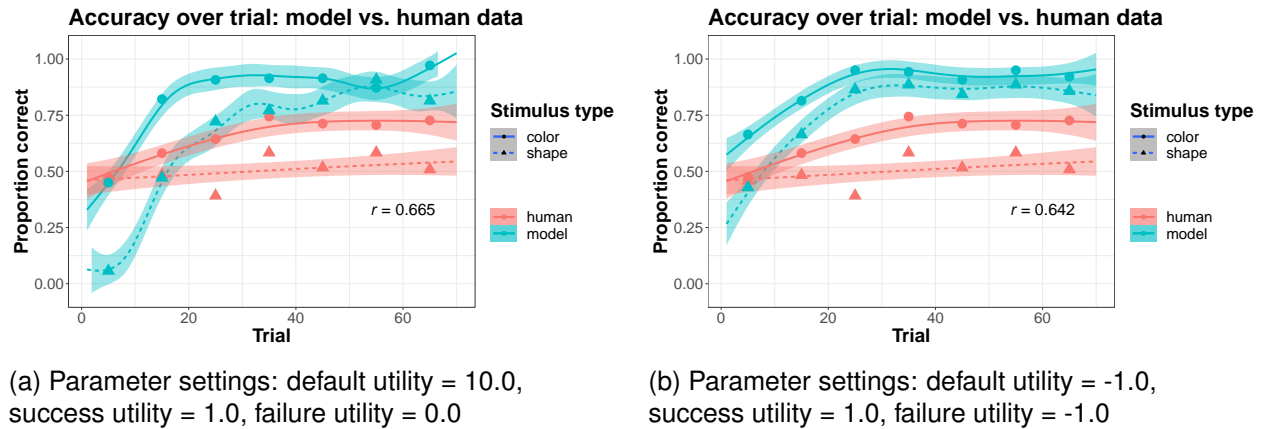 Accuracy over trial: model vs. human data
Proportion correct
1.00
0.75
0.50
0.25
0.00
r = 0.665
0
20
40
60
Trial
Stimulus type
color
shape
human
model
(a) Parameter settings: default utility = 10.0,
success utility = 1.0, failure utility = 0.0
Accuracy over trial: model vs. human data
Proportion correct
1.00
0.75
0.50
0.25
0.00
r = 0.642
0
20
40
60
Trial
Stimulus type
color
shape
human
model
(b) Parameter settings: default utility = -1.0,
success utility = 1.0, failure utility = -1.0